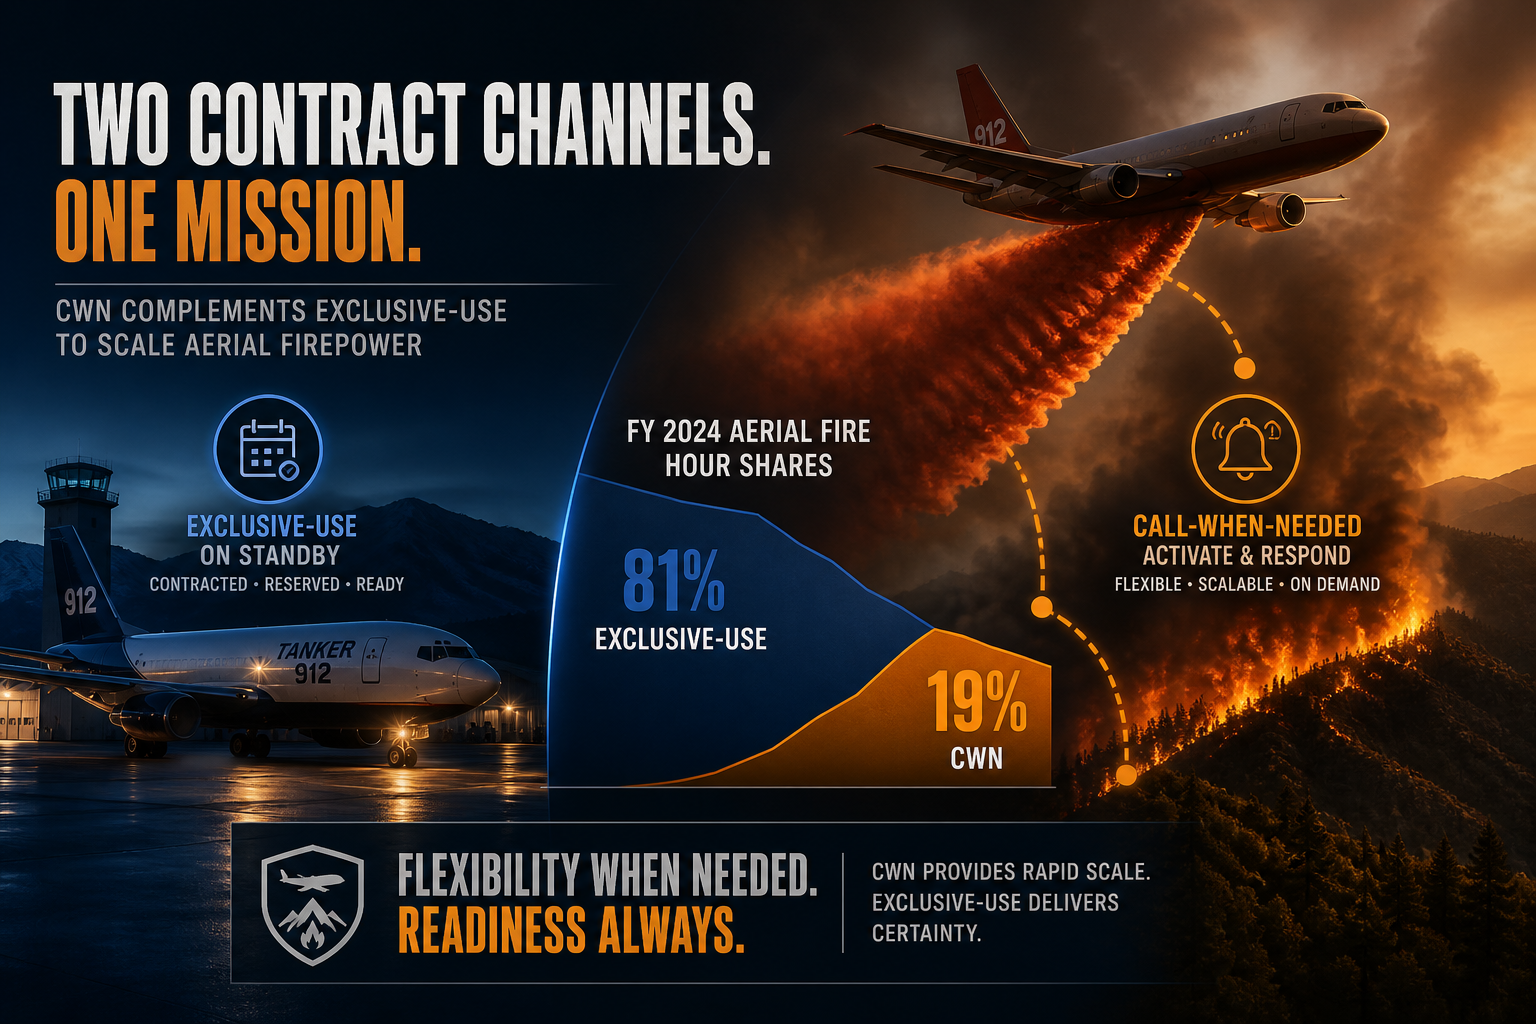 TWO CONTRACT CHANNELS.
ONE MISSION.
CWN COMPLEMENTS EXCLUSIVE-USE
TO SCALE AERIAL FIREPOWER
912
EXCLUSIVE-USE
ON STANDBY
CONTRACTED • RESERVED • READY
912
TANKER
912
FY 2024 AERIAL FIRE
HOUR SHARES
81%
EXCLUSIVE-USE
19%
CWN
CALL-WHEN-NEEDED
ACTIVATE & RESPOND
FLEXIBLE • SCALABLE • ON DEMAND
FLEXIBILITY WHEN NEEDED.
READINESS ALWAYS.
CWN PROVIDES RAPID SCALE.
EXCLUSIVE-USE DELIVERS
CERTAINTY.